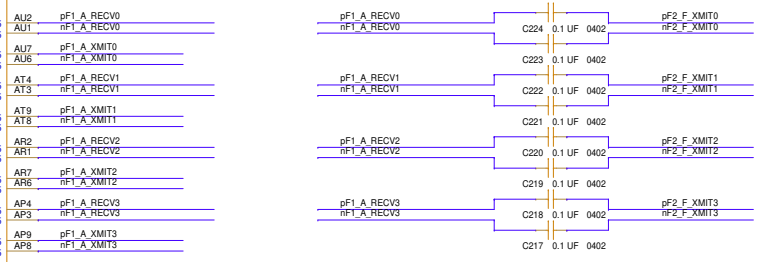 AU2 pF1_A_RECV0
AU1 nF1_A_RECV0
AU7 pF1_A_XMIT0
AU6 nF1_A_XMIT0
AT4 pF1_A_RECV1
AT3 nF1_A_RECV1
AT9 pF1_A_XMIT1
AT8 nF1_A_XMIT1
AR2 pF1_A_RECV2
AR1 nF1_A_RECV2
AR7 pF1_A_XMIT2
AR6 nF1_A_XMIT2
AP4 pF1_A_RECV3
AP3 nF1_A_RECV3
AP9 pF1_A_XMIT3
AP8 nF1_A_XMIT3
pF1_A_RECV0 pF2_F_XMIT0
nF1_A_RECV0 C224 0.1 UF 0402 nF2_F_XMIT0
C223 0.1 UF 0402
pF1_A_RECV1 pF2_F_XMIT1
nF1_A_RECV1 C222 0.1 UF 0402 nF2_F_XMIT1
C221 0.1 UF 0402
pF1_A_RECV2 pF2_F_XMIT2
nF1_A_RECV2 C220 0.1 UF 0402 nF2_F_XMIT2
C219 0.1 UF 0402
pF1_A_RECV3 pF2_F_XMIT3
nF1_A_RECV3 C218 0.1 UF 0402 nF2_F_XMIT3
C217 0.1 UF 0402